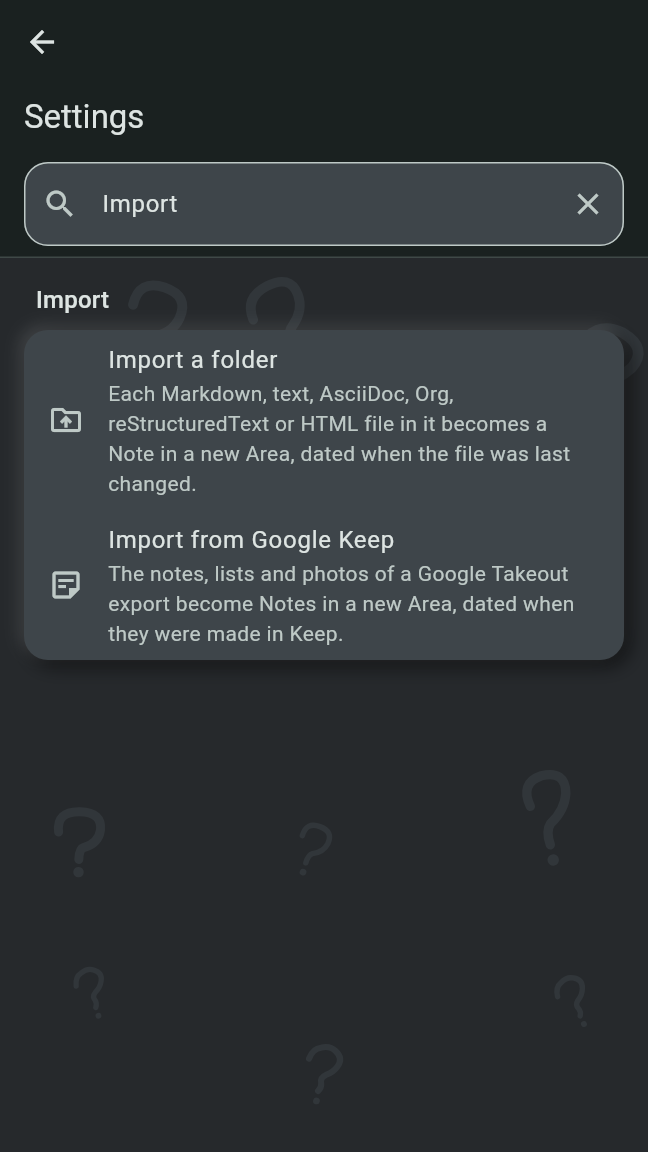 Settings
Import
Import
Import a folder
Each Markdown, text, AsciiDoc, Org,
reStructuredText or HTML file in it becomes a
Note in a new Area, dated when the file was last
changed.
Import from Google Keep
The notes, lists and photos of a Google Takeout
export become Notes in a new Area, dated when
they were made in Keep.